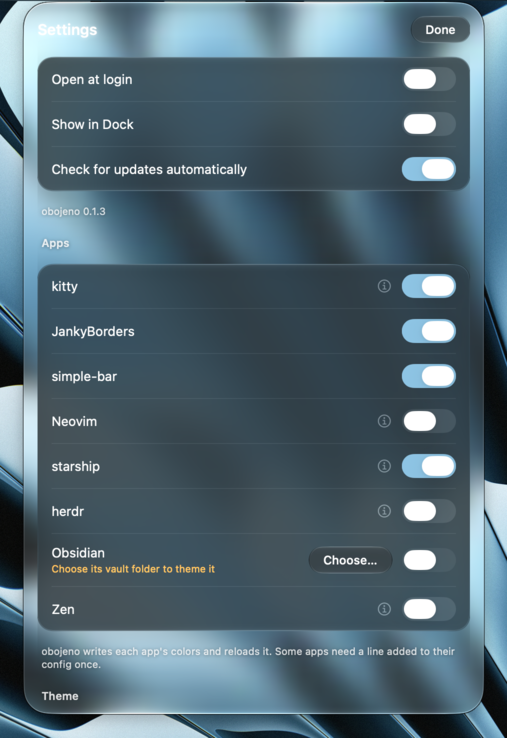 Settings
Done
Open at login
Show in Dock
Check for updates automatically
obojeno 0.1.3
Apps
kitty
JankyBorders
simple-bar
Neovim
starship
herdr
Obsidian
Choose its vault folder to theme it
Choose...
Zen
obojeno writes each app's colors and reloads it. Some apps need a line added to their
config once.
Theme